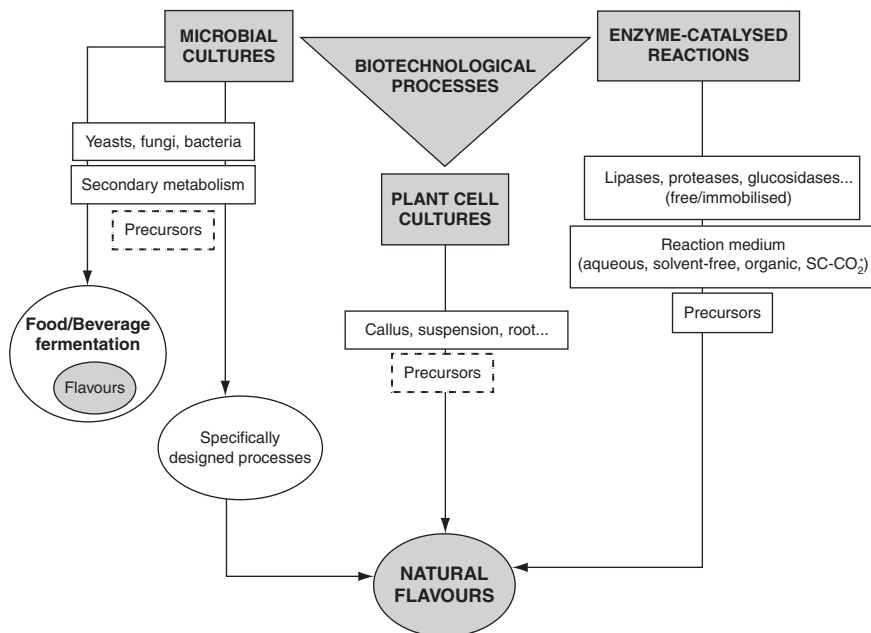 MICROBIAL
CULTURES
BIOTECHNOLOGICAL
PROCESSES
ENZYME-CATALYSED
REACTIONS
Yeasts, fungi, bacteria
Secondary metabolism
Precursors
Food/Beverage
fermentation
Flavours
Specifically
designed processes
PLANT CELL
CULTURES
Callus, suspension, root...
Precursors
Lipases, proteases, glucosidases...
(free/immobilised)
Reaction medium
(aqueous, solvent-free, organic, SC-CO₂*)
Precursors
NATURAL
FLAVOURS